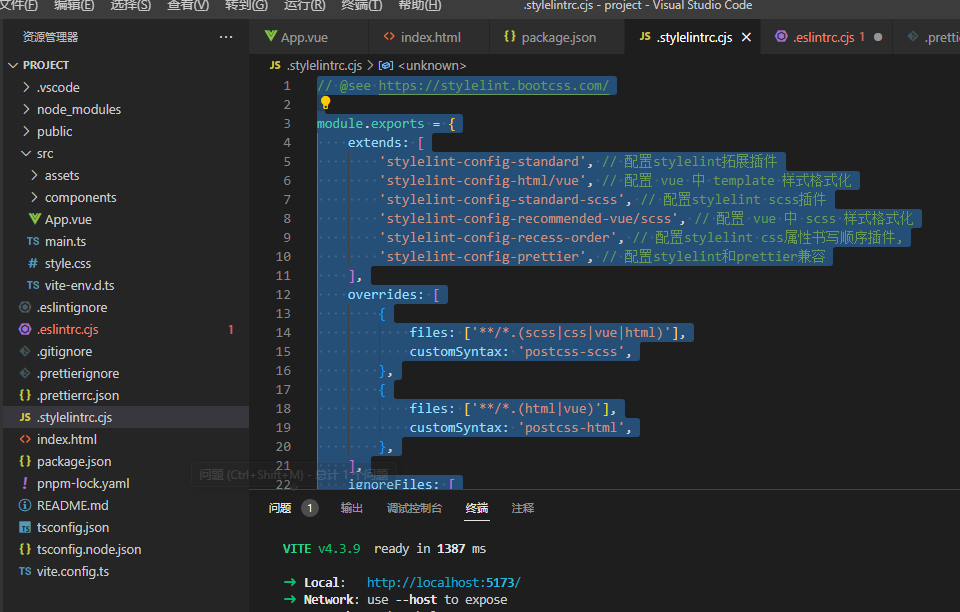 文件(F) 编辑(E) 选择(S) 查看(V) 转到(G) 运行(R) 终端(T) 帮助(H) .stylelintrc.cjs - project - Visual Studio Code
资源管理器 ···
App.vue
index.html
package.json
.stylelintrc.cjs
.eslintrc.cjs 1
.pretti
.stylelintrc.cjs > <unknown>
PROJECT
.vscode
node_modules
public
src
assets
components
App.vue
main.ts
style.css
vite-env.d.ts
.eslintignore
.eslintrc.cjs 1
.gitignore
.prettierignore
.prettierrc.json
.stylelintrc.cjs
index.html
package.json
pnpm-lock.yaml
README.md
tsconfig.json
tsconfig.node.json
vite.config.ts
1 // @see https://stylelint.bootcss.com/
2
3 module.exports = {
4 extends: [
5 'stylelint-config-standard', // 配置stylelint拓展插件
6 'stylelint-config-html/vue', // 配置 vue 中 template 样式格式化
7 'stylelint-config-standard-scss', // 配置stylelint scss插件
8 'stylelint-config-recommended-vue/scss', // 配置 vue 中 scss 样式格式化
9 'stylelint-config-recess-order', // 配置stylelint css属性书写顺序插件,
10 'stylelint-config-prettier', // 配置stylelint和prettier兼容
11 ],
12 overrides: [
13 {
14 files: ['**/*.(scss|css|vue|html)'],
15 customSyntax: 'postcss-scss',
16 },
17 {
18 files: ['**/*.(html|vue)'],
19 customSyntax: 'postcss-html',
20 },
21 ],
22 ignoreFiles: [
问题 (Ctrl+Shift+M) - 总计 1 个问题
问题 1 输出 调试控制台 终端 注释
VITE v4.3.9 ready in 1387 ms
➜ Local: http://localhost:5173/
➜ Network: use --host to expose